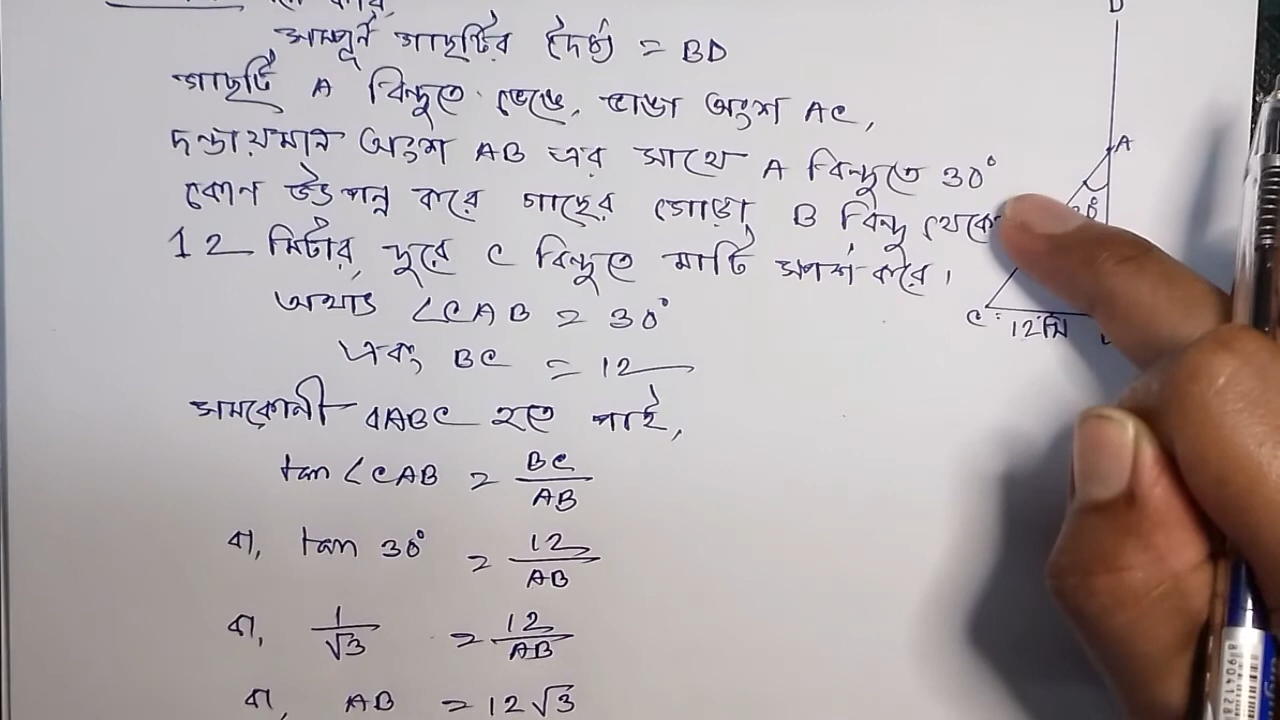 সম্পূর্ন গাছটির দৈর্ঘ্য = BD
গাছটি A বিন্দুতে ভেঙে, ভাঙা অংশ AC,
দন্ডায়মান অংশ AB এর সাথে A বিন্দুতে 30°
কোন উৎপন্ন করে গাছের গোড়া B বিন্দু থেকে
12 মিটার দুরে C বিন্দুতে মাটি স্পর্শ করে।
অর্থাৎ ∠CAB = 30°
এবং BC = 12
সমকোনী ΔABC হতে পাই,
tan ∠CAB = BC/AB
বা, tan 30° = 12/AB
বা, 1/√3 = 12/AB
বা, AB = 12√3
D
A
30°
C
12 মি